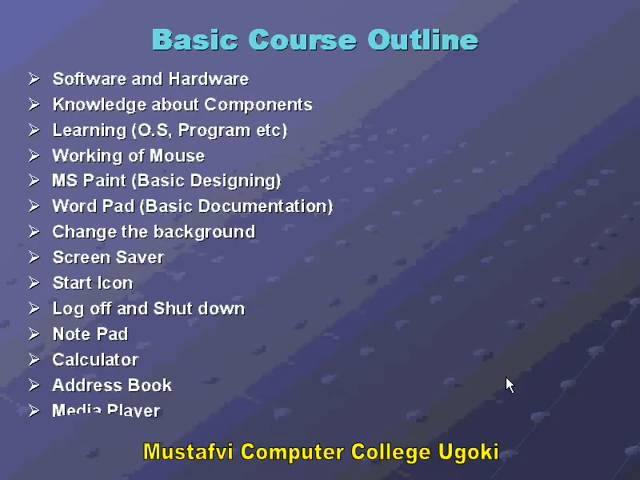 Basic Course Outline
Software and Hardware
Knowledge about Components
Learning (O.S, Program etc)
Working of Mouse
MS Paint (Basic Designing)
Word Pad (Basic Documentation)
Change the background
Screen Saver
Start Icon
Log off and Shut down
Note Pad
Calculator
Address Book
Media Player
Mustafvi Computer College Ugoki